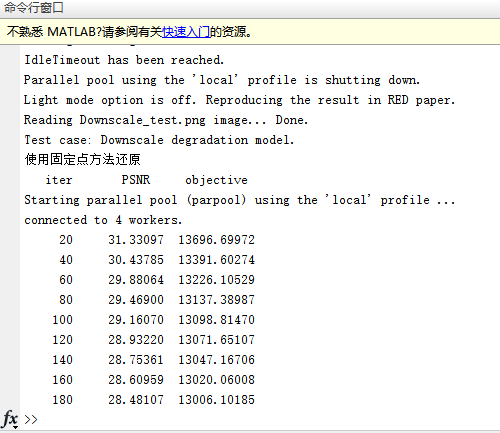 命令行窗口
不熟悉 MATLAB?请参阅有关快速入门的资源。
IdleTimeout has been reached.
Parallel pool using the 'local' profile is shutting down.
Light mode option is off. Reproducing the result in RED paper.
Reading Downscale_test.png image... Done.
Test case: Downscale degradation model.
使用固定点方法还原
iter PSNR objective
Starting parallel pool (parpool) using the 'local' profile ...
connected to 4 workers.
20 31.33097 13696.69972
40 30.43785 13391.60274
60 29.88064 13226.10529
80 29.46900 13137.38987
100 29.16070 13098.81470
120 28.93220 13071.65107
140 28.75361 13047.16706
160 28.60959 13020.06008
180 28.48107 13006.10185
fx >>